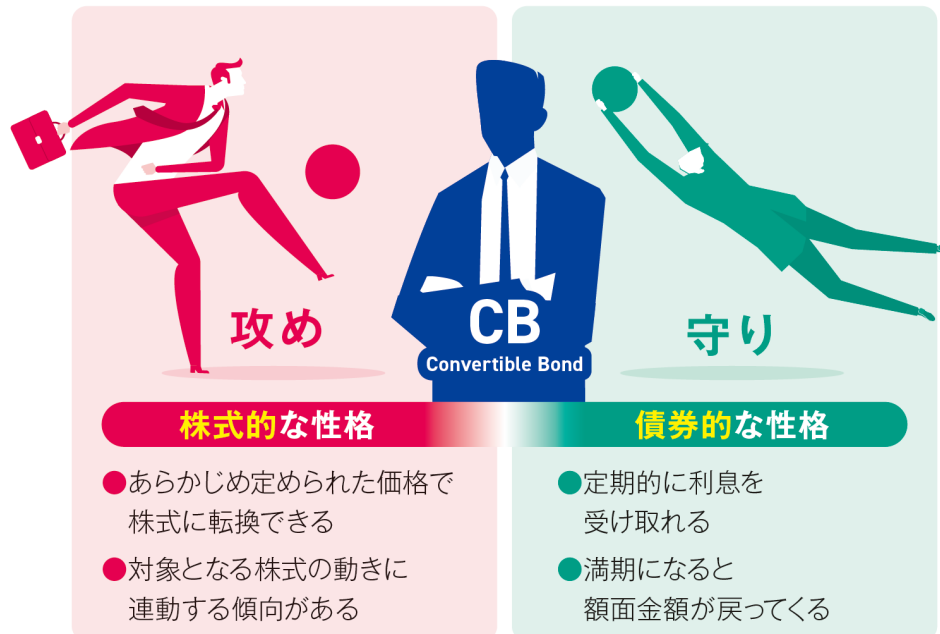 攻め
CB
Convertible Bond
守り
株式的な性格
●あらかじめ定められた価格で
株式に転換できる
●対象となる株式の動きに
連動する傾向がある
債券的な性格
●定期的に利息を
受け取れる
●満期になると
額面金額が戻ってくる